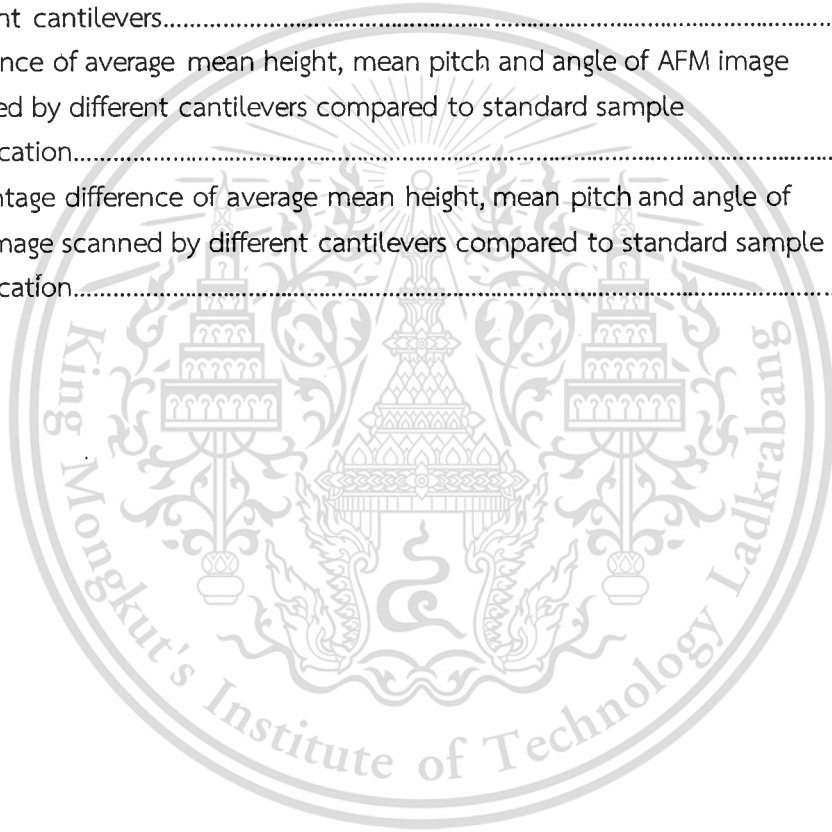 nt cantilevers...................................................................................................
nce of average mean height, mean pitch and angle of AFM image
ed by different cantilevers compared to standard sample
cation...................................................................................................
ntage difference of average mean height, mean pitch and angle of
mage scanned by different cantilevers compared to standard sample
cation...................................................................................................
King Mongkut's Institute of Technology Ladkrabang